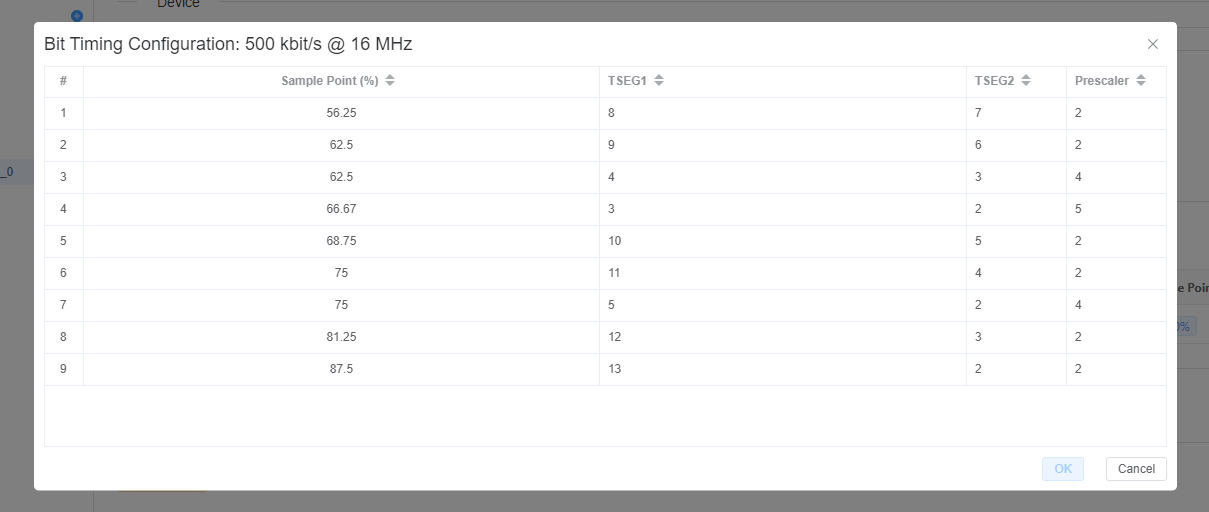 Device
Bit Timing Configuration: 500 kbit/s @ 16 MHz
# Sample Point (%) TSEG1 TSEG2 Prescaler
1 56.25 8 7 2
2 62.5 9 6 2
_0
3 62.5 4 3 4
4 66.67 3 2 5
5 68.75 10 5 2
6 75 11 4 2
e Poin
7 75 5 2 4
0%
8 81.25 12 3 2
9 87.5 13 2 2
OK Cancel